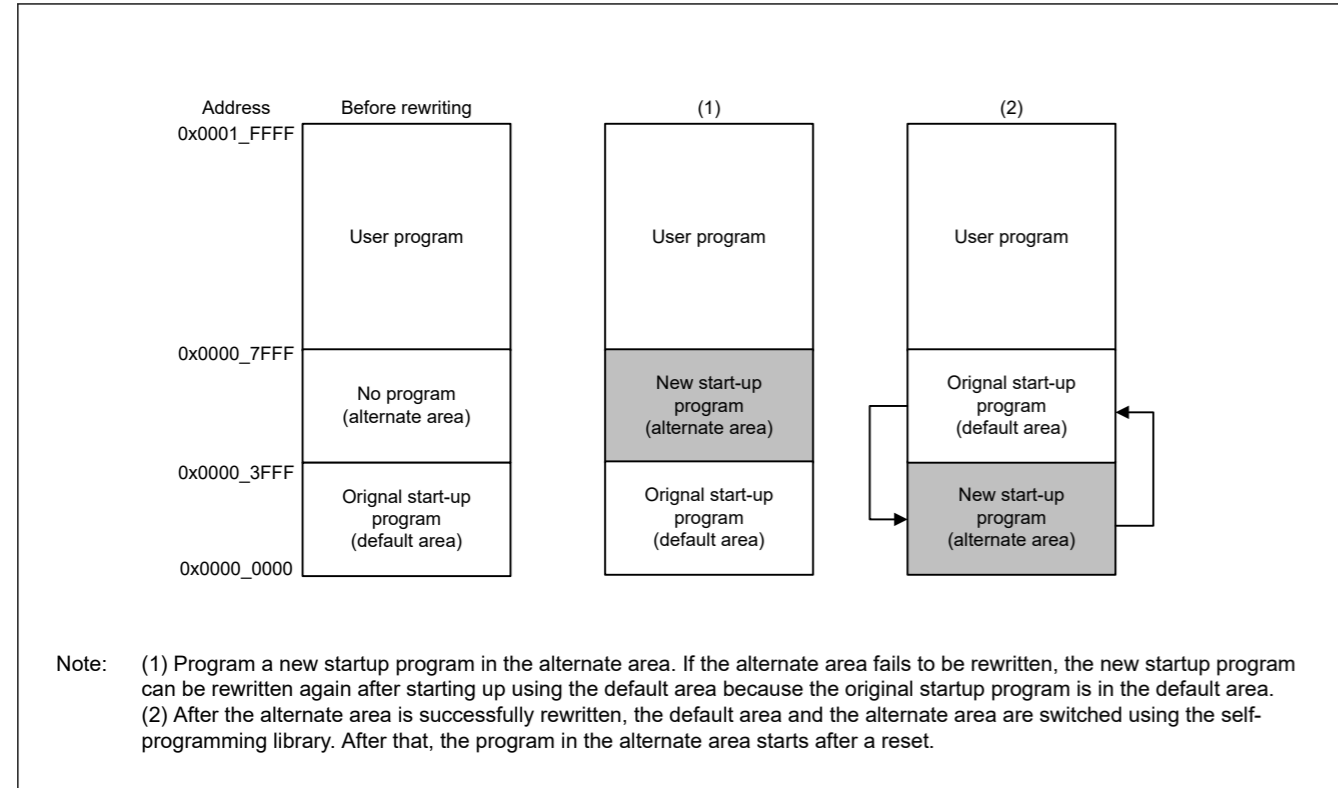 Address
Before rewriting
(1)
(2)
0x0001_FFFF
User program
User program
User program
0x0000_7FFF
No program
(alternate area)
New start-up
program
(alternate area)
Orignal start-up
program
(default area)
0x0000_3FFF
Orignal start-up
program
(default area)
Orignal start-up
program
(default area)
New start-up
program
(alternate area)
0x0000_0000
Note: (1) Program a new startup program in the alternate area. If the alternate area fails to be rewritten, the new startup program
can be rewritten again after starting up using the default area because the original startup program is in the default area.
(2) After the alternate area is successfully rewritten, the default area and the alternate area are switched using the self-
programming library. After that, the program in the alternate area starts after a reset.